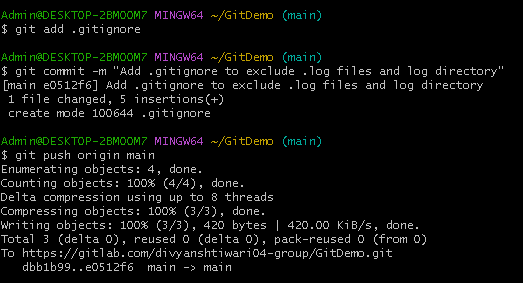 Admin@DESKTOP-2BMOOM7 MINGW64 ~/GitDemo (main)
$ git add .gitignore
Admin@DESKTOP-2BMOOM7 MINGW64 ~/GitDemo (main)
$ git commit -m "Add .gitignore to exclude .log files and log directory"
[main e0512f6] Add .gitignore to exclude .log files and log directory
 1 file changed, 5 insertions(+)
 create mode 100644 .gitignore
Admin@DESKTOP-2BMOOM7 MINGW64 ~/GitDemo (main)
$ git push origin main
Enumerating objects: 4, done.
Counting objects: 100% (4/4), done.
Delta compression using up to 8 threads
Compressing objects: 100% (3/3), done.
Writing objects: 100% (3/3), 420 bytes | 420.00 KiB/s, done.
Total 3 (delta 0), reused 0 (delta 0), pack-reused 0 (from 0)
To https://gitlab.com/divyanshtiwari04-group/GitDemo.git
   dbb1b99..e0512f6  main -> main